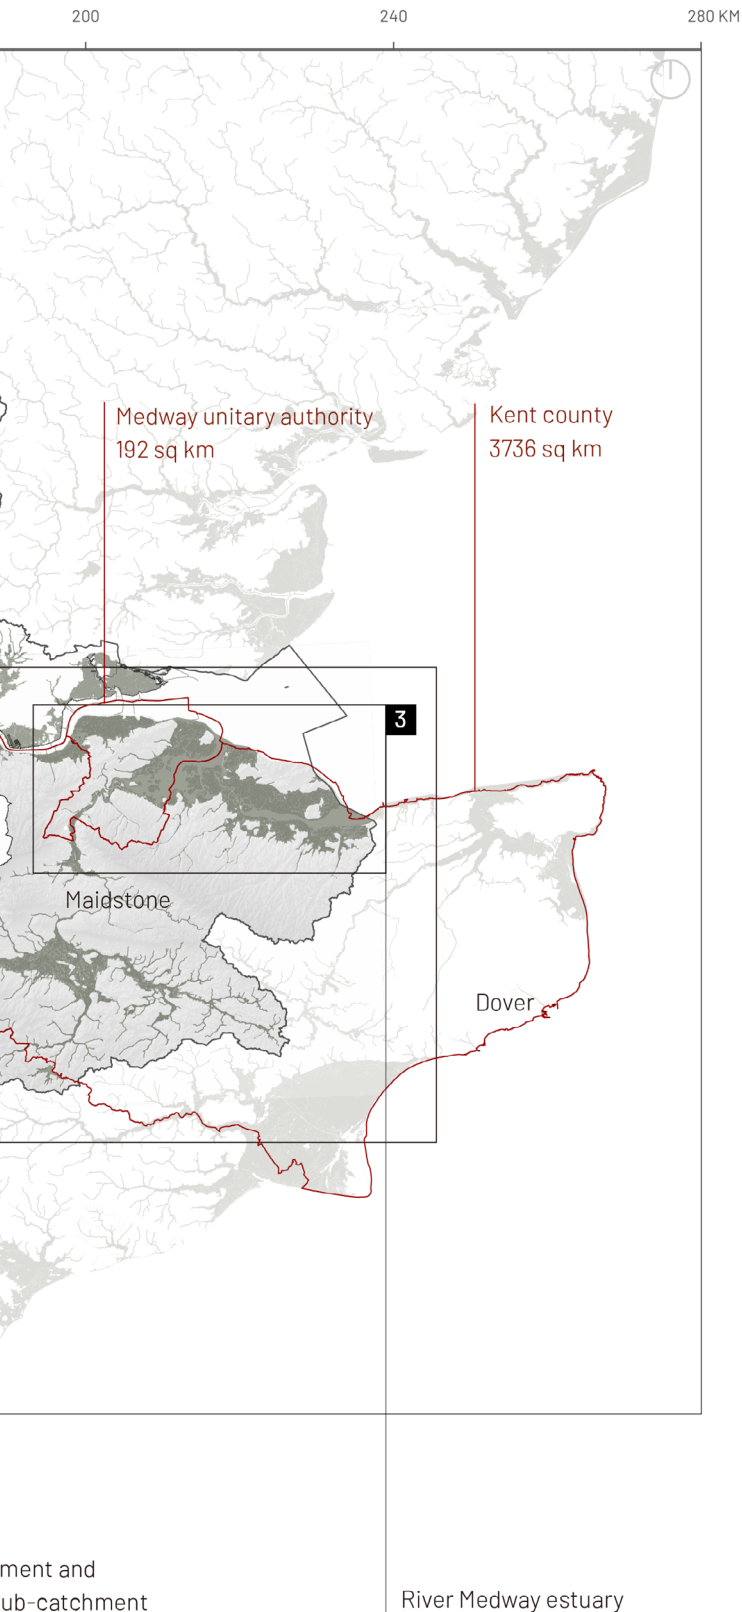 200 240 280 KM
Medway unitary authority
192 sq km
Kent county
3736 sq km
3
Maidstone
Dover
ment and
ub-catchment
River Medway estuary